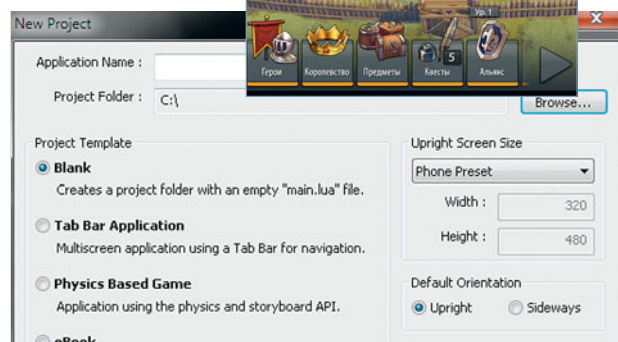 New Project
Ур. 1
X
Application Name :
5
Герои
Королевство
Предметы
Квесты
Альянс
Project Folder :
C:\
Browse...
Project Template
Blank
Creates a project folder with an empty "main.lua" file.
Tab Bar Application
Multiscreen application using a Tab Bar for navigation.
Physics Based Game
Application using the physics and storyboard API.
eBook
Upright Screen Size
Phone Preset
Width :
320
Height :
480
Default Orientation
Upright
Sideways